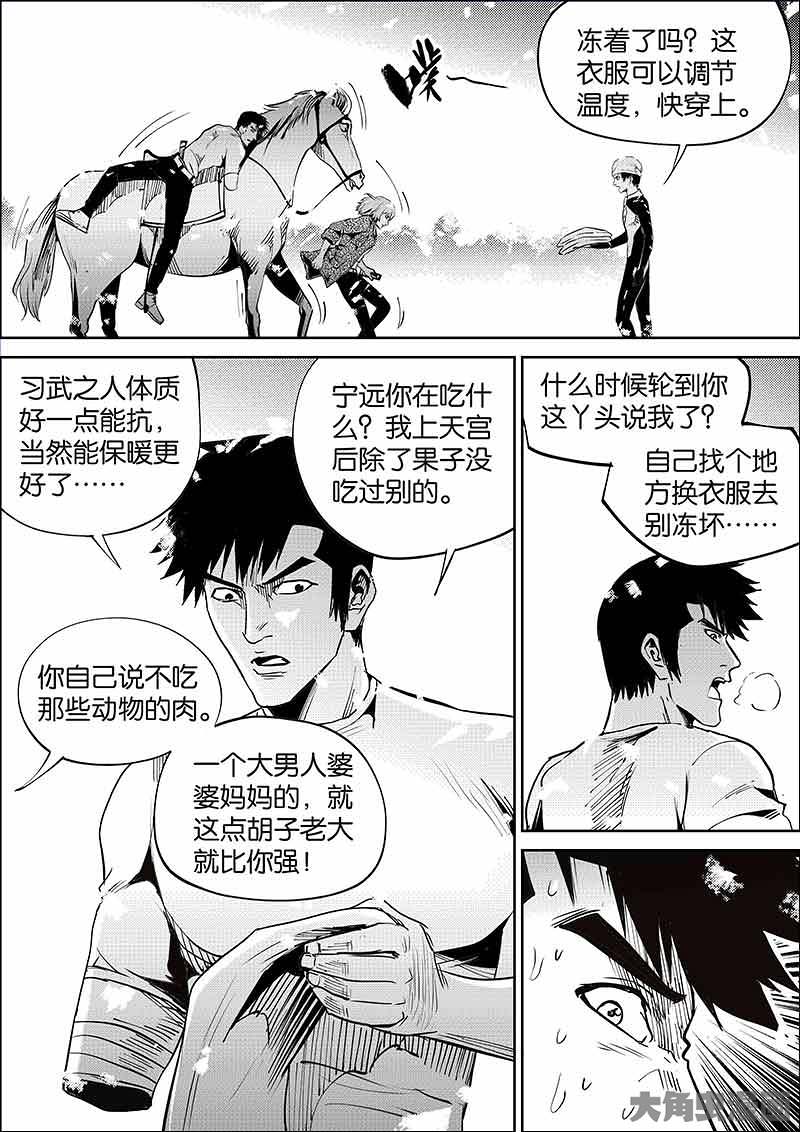 噗
冻着了吗？这
衣服可以调节
温度，快穿上。
习武之人体质
好一点能抗，
当然能保暖更
好了……
宁远你在吃什
么？我上天宫
后除了果子没
吃过别的。
你自己说不吃
那些动物的肉。
一个大男人婆
婆妈妈的，就
这点胡子老大
就比你强！
什么时候轮到你
这丫头说我了？
自己找个地
方换衣服去
别冻坏……
大角虫漫画